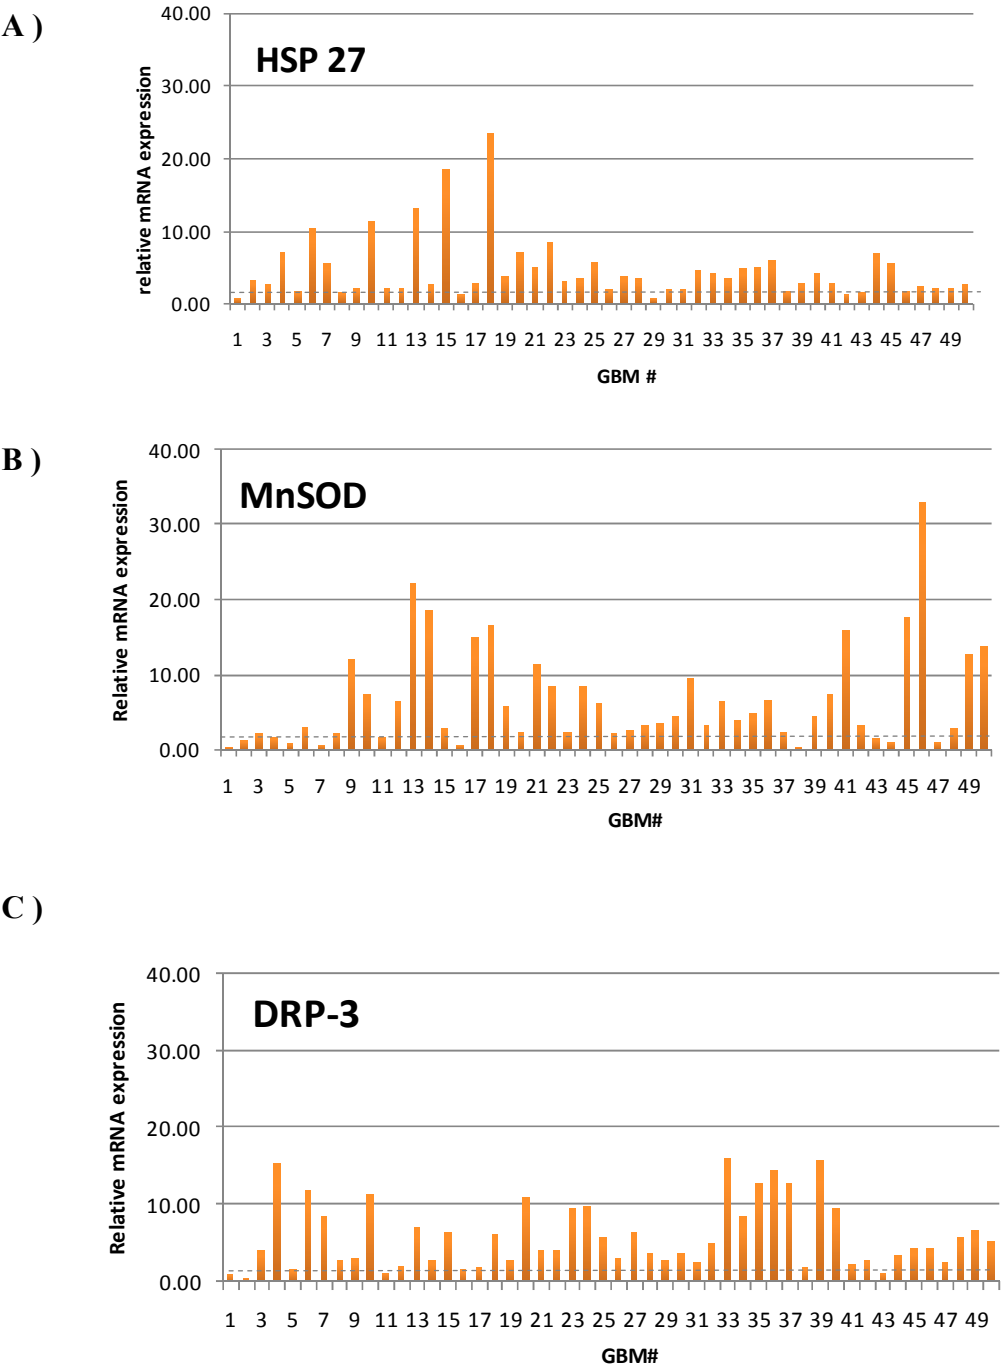 A )
HSP 27
relative mRNA expression
40.00
30.00
20.00
10.00
0.00
1 3 5 7 9 11 13 15 17 19 21 23 25 27 29 31 33 35 37 39 41 43 45 47 49
GBM #
B )
MnSOD
Relative mRNA expression
40.00
30.00
20.00
10.00
0.00
1 3 5 7 9 11 13 15 17 19 21 23 25 27 29 31 33 35 37 39 41 43 45 47 49
GBM#
C )
DRP-3
Relative mRNA expression
40.00
30.00
20.00
10.00
0.00
1 3 5 7 9 11 13 15 17 19 21 23 25 27 29 31 33 35 37 39 41 43 45 47 49
GBM#